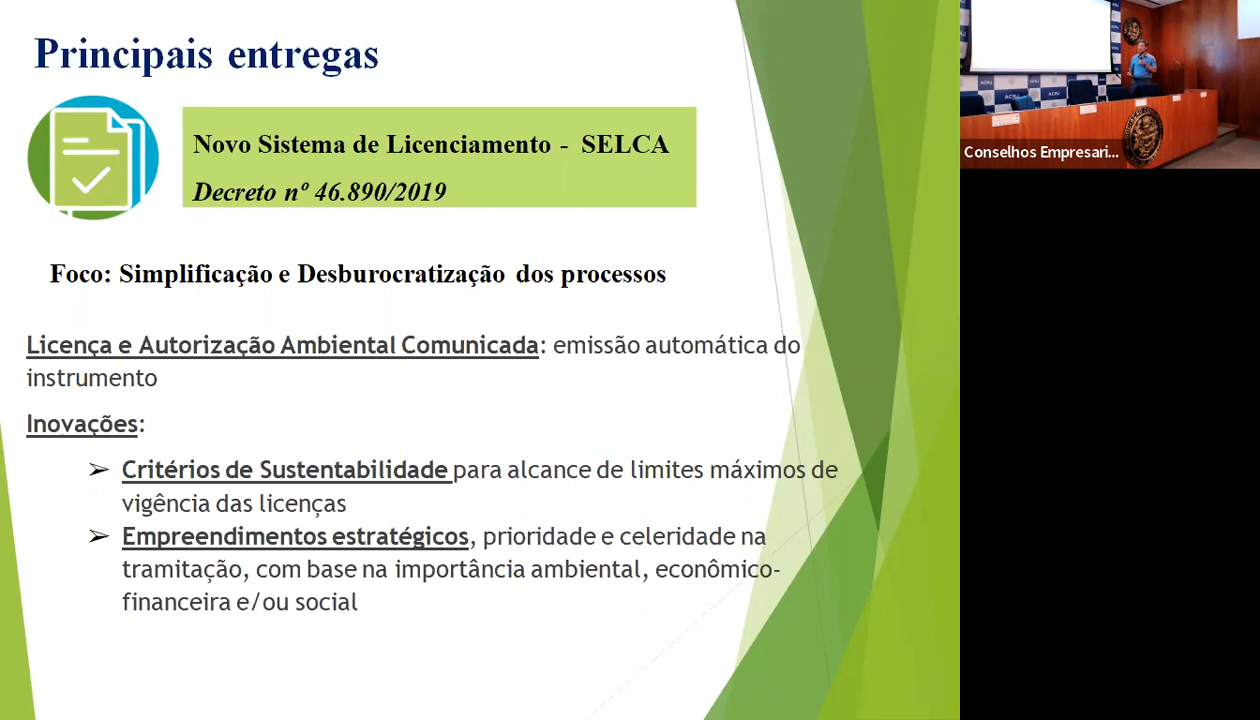 Principais entregas
Novo Sistema de Licenciamento - SELCA
Decreto nº 46.890/2019
Foco: Simplificação e Desburocratização dos processos
Licença e Autorização Ambiental Comunicada: emissão automática do
instrumento
Inovações:
➢ Critérios de Sustentabilidade para alcance de limites máximos de
vigência das licenças
➢ Empreendimentos estratégicos, prioridade e celeridade na
tramitação, com base na importância ambiental, econômico-
financeira e/ou social
ACRJ
ACRJ
Conselhos Empresari...